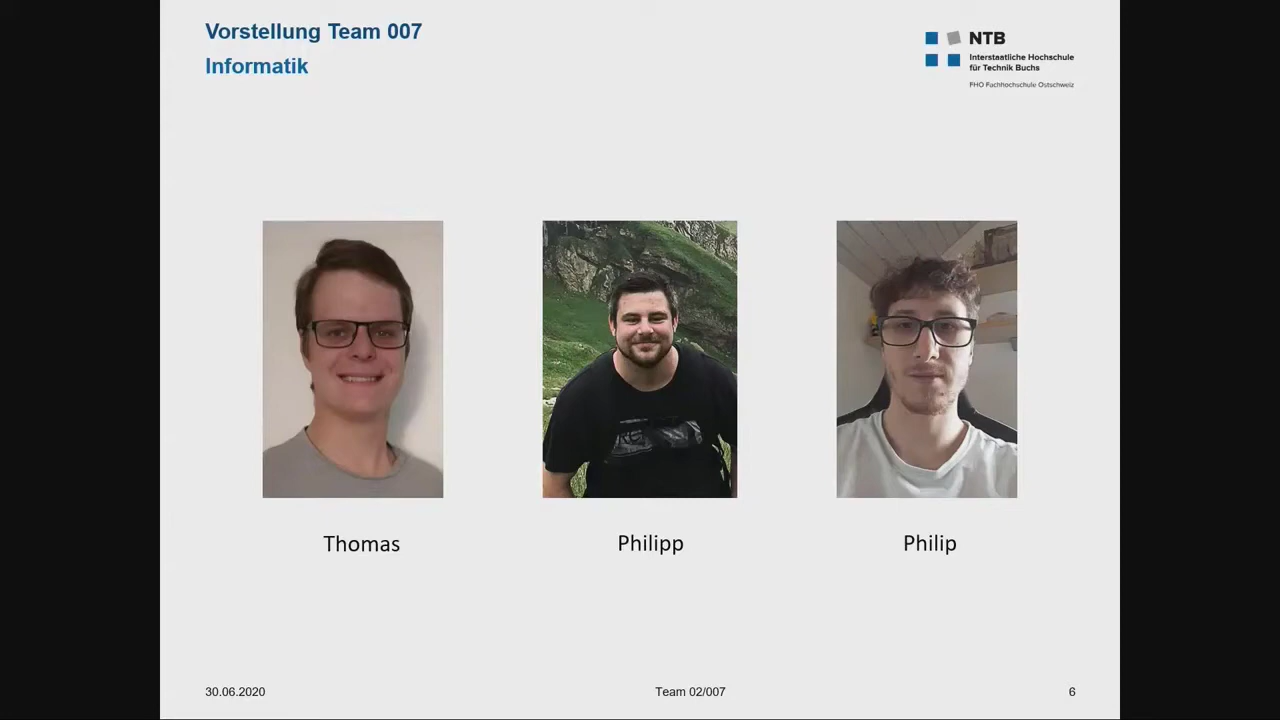 Vorstellung Team 007
Informatik
NTB
Interstaatliche Hochschule
für Technik Buchs
FHO Fachhochschule Ostschweiz
Thomas
Philipp
Philip
30.06.2020
Team 02/007
6